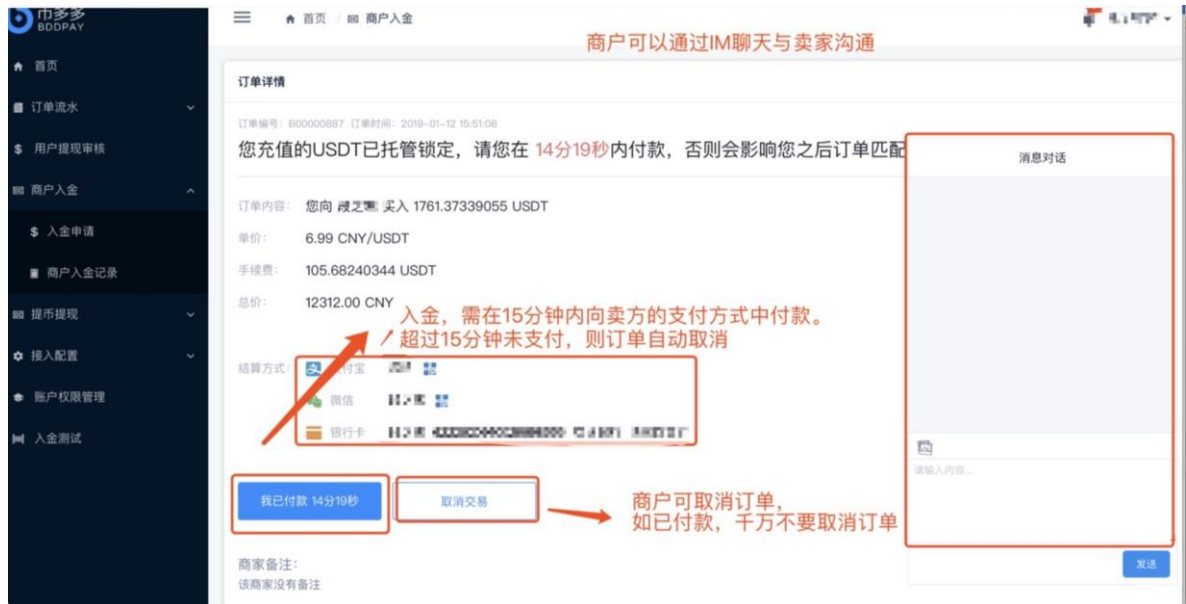 币多多
BDDPAY
首页
订单流水
用户提现审核
商户入金
入金申请
商户入金记录
提币提现
接入配置
账户权限管理
入金测试
首页 / 商户入金
商户可以通过IM聊天与卖家沟通
订单详情
订单编号: B00000887 订单时间: 2019-01-12 15:51:08
您充值的USDT已托管锁定，请您在 14分19秒内付款，否则会影响您之后订单匹配
订单内容: 您向 买入 1761.37339055 USDT
单价: 6.99 CNY/USDT
手续费: 105.68240344 USDT
总价: 12312.00 CNY
入金，需在15分钟内向卖方的支付方式中付款。
超过15分钟未支付，则订单自动取消
结算方式: 支付宝
微信
银行卡
我已付款 14分19秒
取消交易
商户可取消订单，
如已付款，千万不要取消订单
商家备注:
该商家没有备注
消息对话
请输入内容...
发送